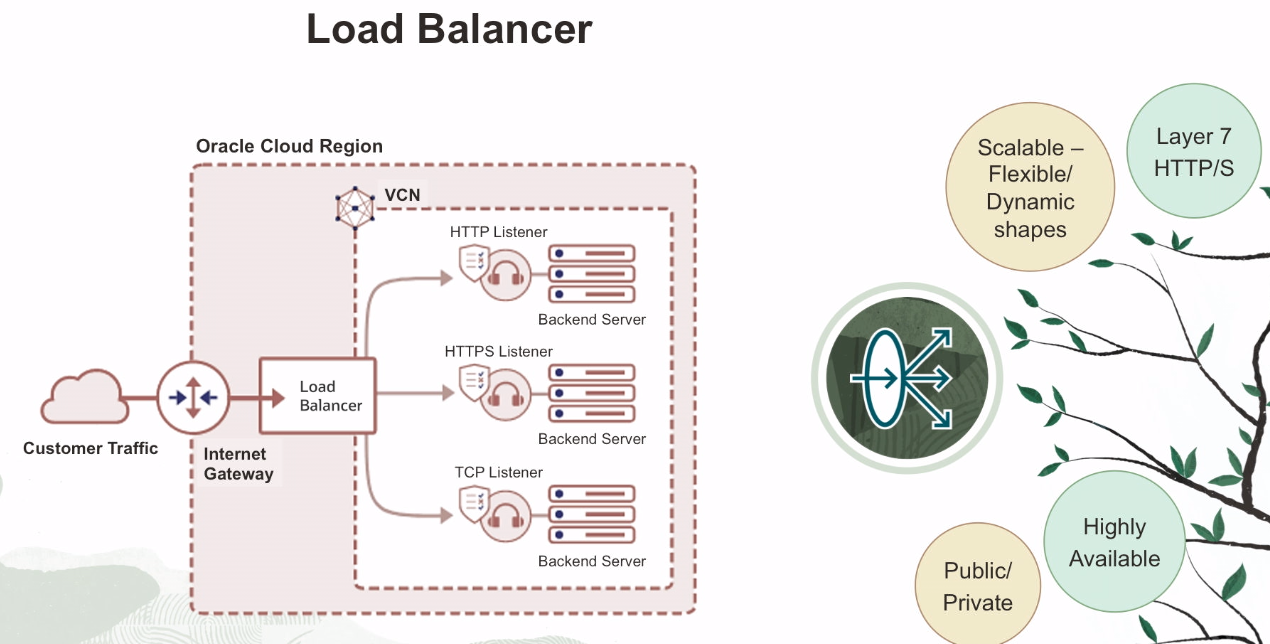 Load Balancer
Oracle Cloud Region
VCN
HTTP Listener
Backend Server
HTTPS Listener
Backend Server
TCP Listener
Backend Server
Load
Balancer
Customer Traffic
Internet
Gateway
Scalable –
Flexible/
Dynamic
shapes
Layer 7
HTTP/S
Highly
Available
Public/
Private